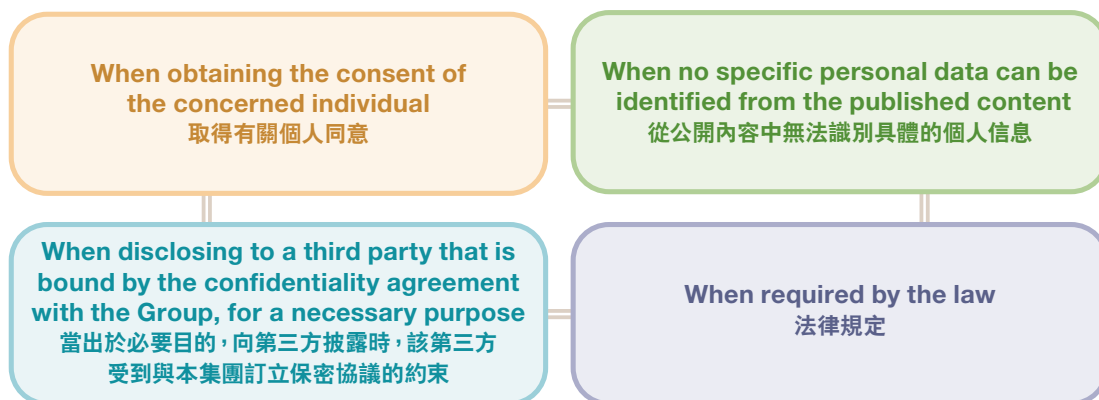 When obtaining the consent of
the concerned individual
取得有關個人同意
When no specific personal data can be
identified from the published content
從公開內容中無法識別具體的個人信息
When disclosing to a third party that is
bound by the confidentiality agreement
with the Group, for a necessary purpose
當出於必要目的，向第三方披露時，該第三方
受到與本集團訂立保密協議的約束
When required by the law
法律規定